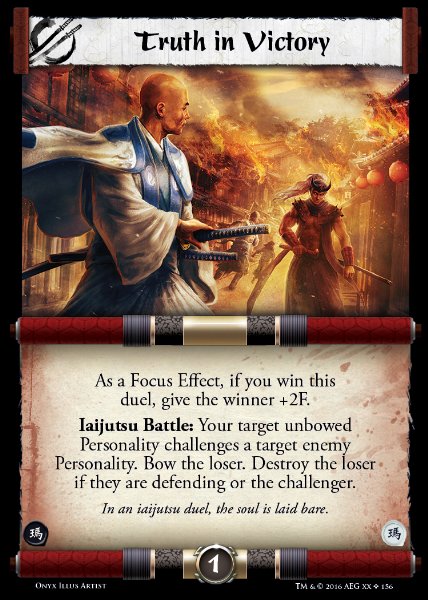 Truth in Victory
As a Focus Effect, if you win this
duel, give the winner +2F.
Iaijutsu Battle: Your target unbowed
Personality challenges a target enemy
Personality. Bow the loser. Destroy the loser
if they are defending or the challenger.
In an iaijutsu duel, the soul is laid bare.
瑪 瑪
1
Onyx Illus Artist TM & © 2016 AEG XX ❖ 156